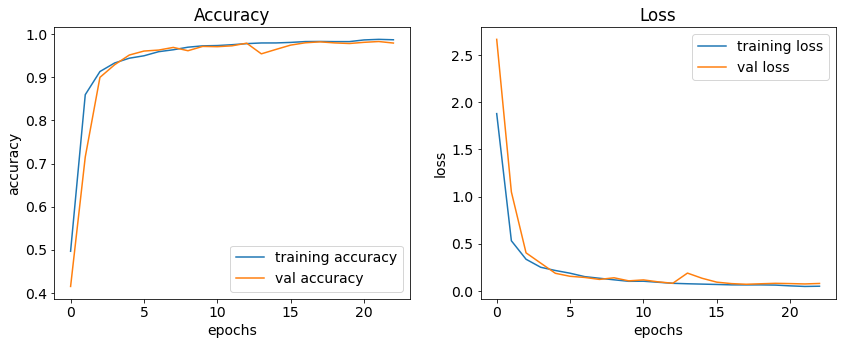 Accuracy
1.0
0.9
0.8
0.7
0.6
0.5
0.4
accuracy
training accuracy
val accuracy
0 5 10 15 20
epochs
Loss
2.5
2.0
1.5
1.0
0.5
0.0
loss
training loss
val loss
0 5 10 15 20
epochs